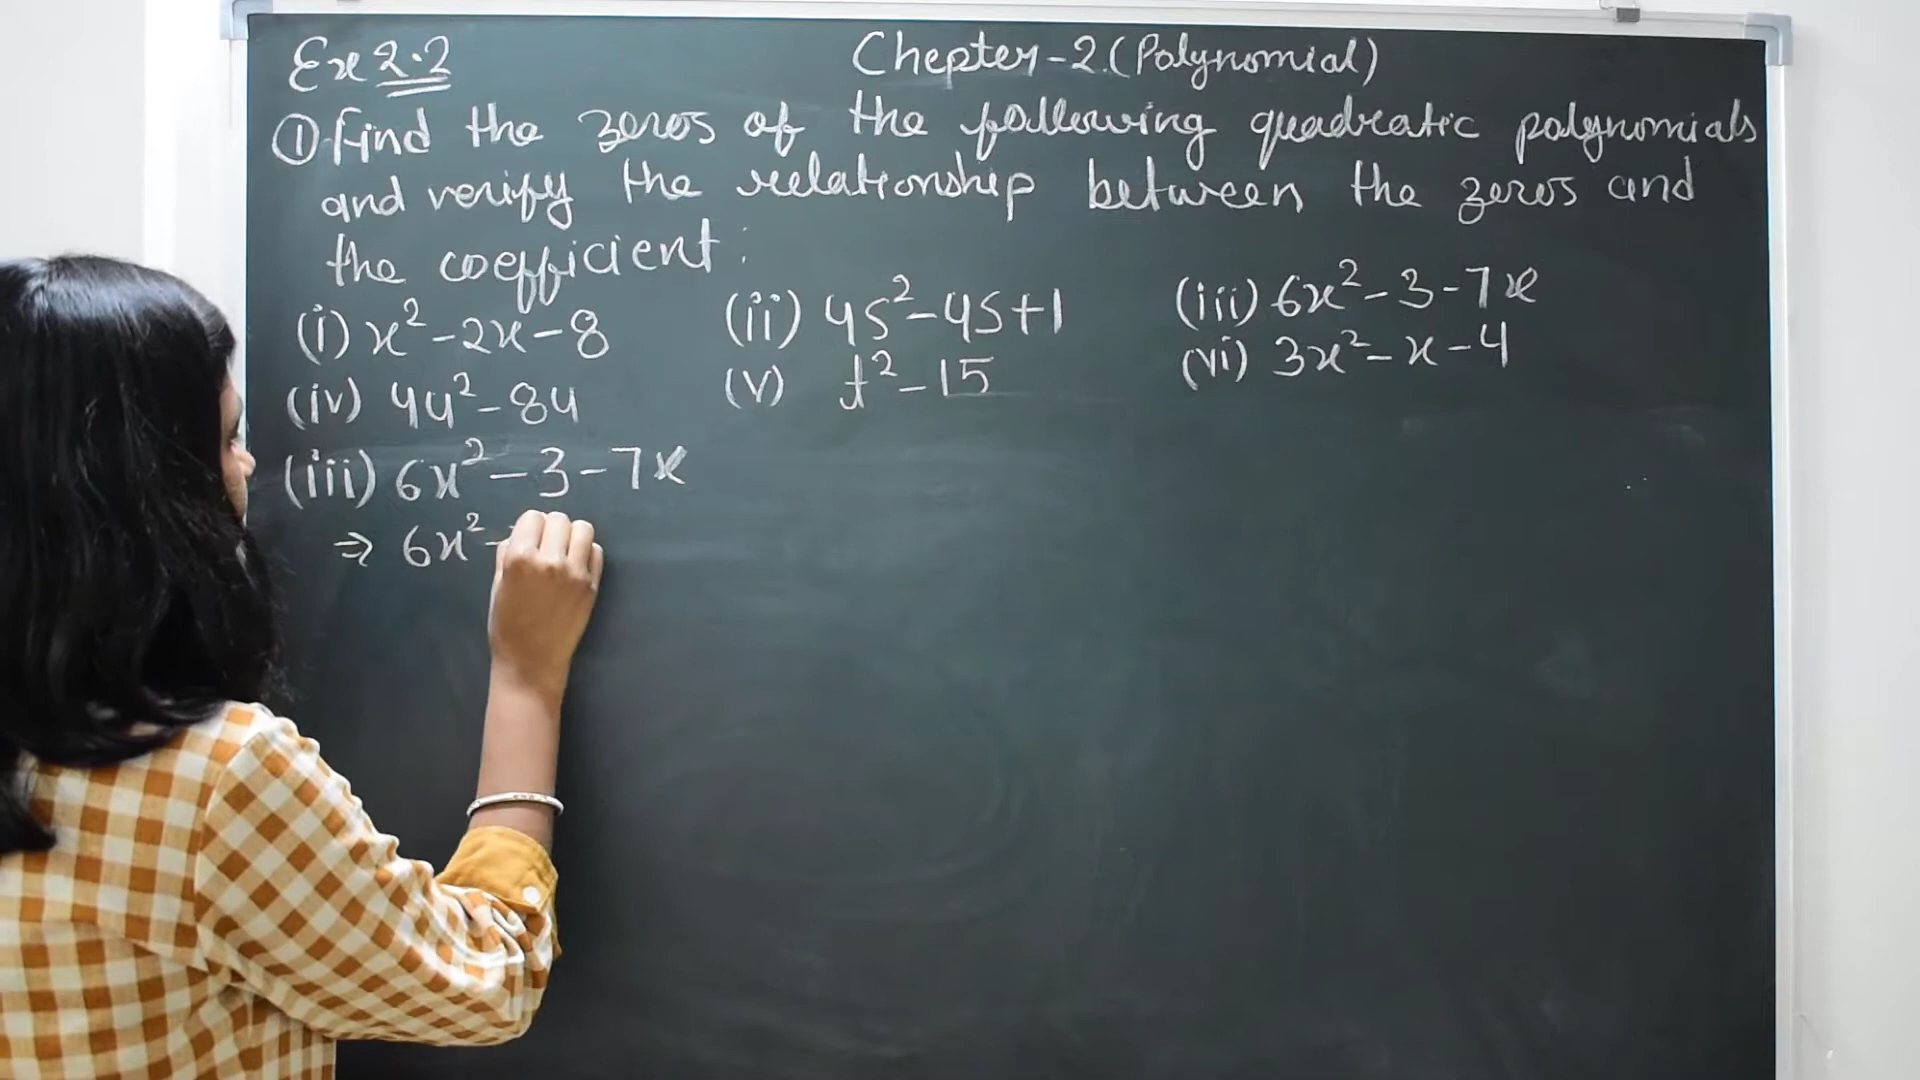 Ex 2.2
Chepter-2.(Polynomial)
① Find the zeros of the following quadratic polynomials
and verify the relationship between the zeros and
the coefficient :
(i) x² - 2x - 8 (ii) 4s² - 4s + 1 (iii) 6x² - 3 - 7x
(iv) 4u² - 8u (v) t² - 15 (vi) 3x² - x - 4
(iii) 6x² - 3 - 7x
⇒ 6x² -